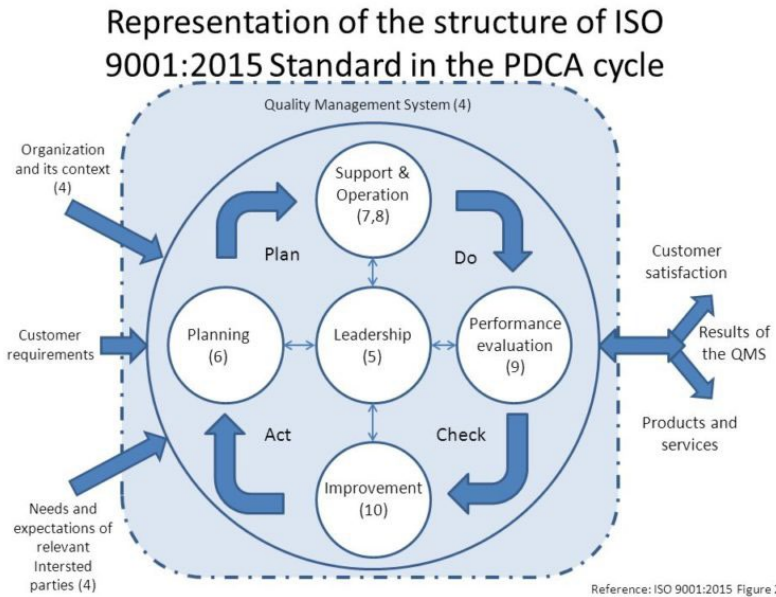 Representation of the structure of ISO
9001:2015 Standard in the PDCA cycle
Quality Management System (4)
Organization
and its context
(4)
Support &
Operation
(7,8)
Plan
Do
Customer
satisfaction
Customer
requirements
Planning
(6)
Leadership
(5)
Performance
evaluation
(9)
Results of
the QMS
Act
Check
Products and
services
Improvement
(10)
Needs and
expectations of
relevant
Intersted
parties (4)
Reference: ISO 9001:2015 Figure